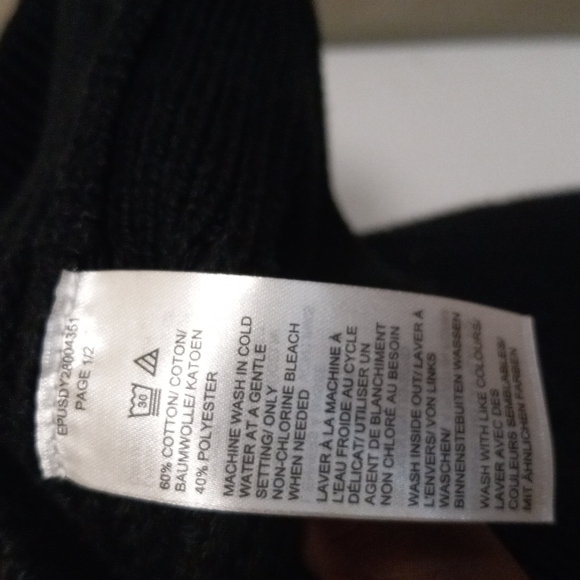 EPUSDY28004361
PAGE 1/2
30
60% COTTON/ COTON/
BAUMWOLLE/ KATOEN
40% POLYESTER
MACHINE WASH IN COLD
WATER AT A GENTLE
SETTING/ ONLY
NON-CHLORINE BLEACH
WHEN NEEDED
LAVER À LA MACHINE À
L'EAU FROIDE AU CYCLE
DÉLICAT/ UTILISER UN
AGENT DE BLANCHIMENT
NON CHLORÉ AU BESOIN
WASH INSIDE OUT/ LAVER À
L'ENVERS/ VON LINKS
WASCHEN/
BINNENSTEBUITEN WASSEN
WASH WITH LIKE COLOURS/
LAVER AVEC DES
COULEURS SEMBLABLES/
MIT ÄHNLICHEN FARBEN